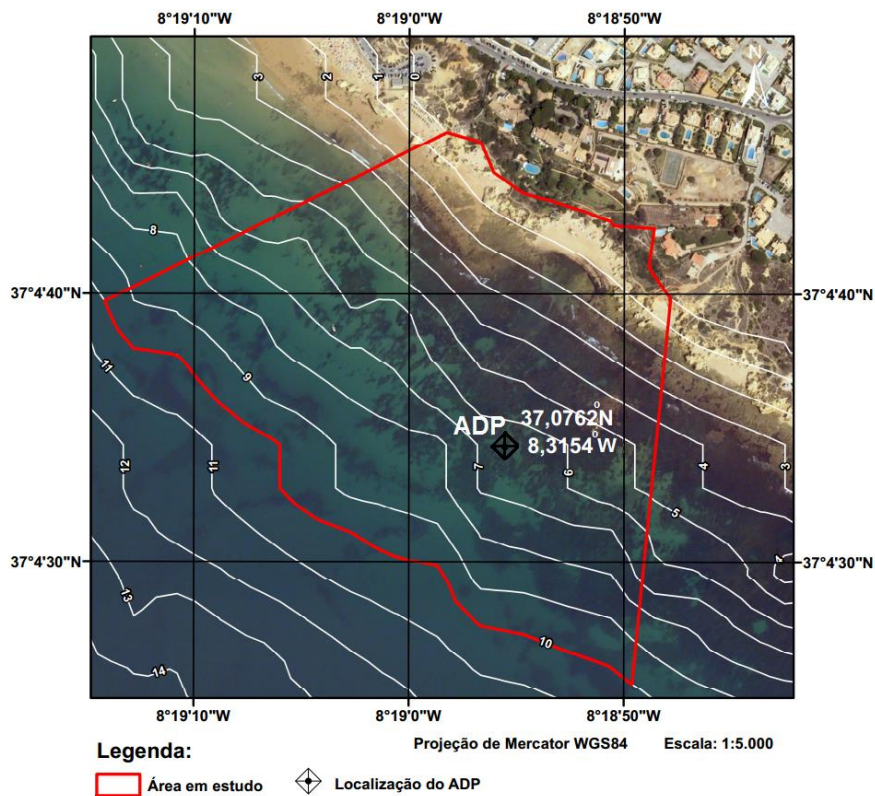 8°19'10"W 8°19'00"W 8°18'50"W
N
3 2 1 0
8
37°4'40"N 37°4'40"N
11 9
ADP 37,0762°N
8,3154°W
12 11 7 6 4 3
5
4
37°4'30"N 37°4'30"N
13
10
14
8°19'10"W 8°19'00"W 8°18'50"W
Legenda: Projeção de Mercator WGS84 Escala: 1:5.000
Área em estudo Localização do ADP